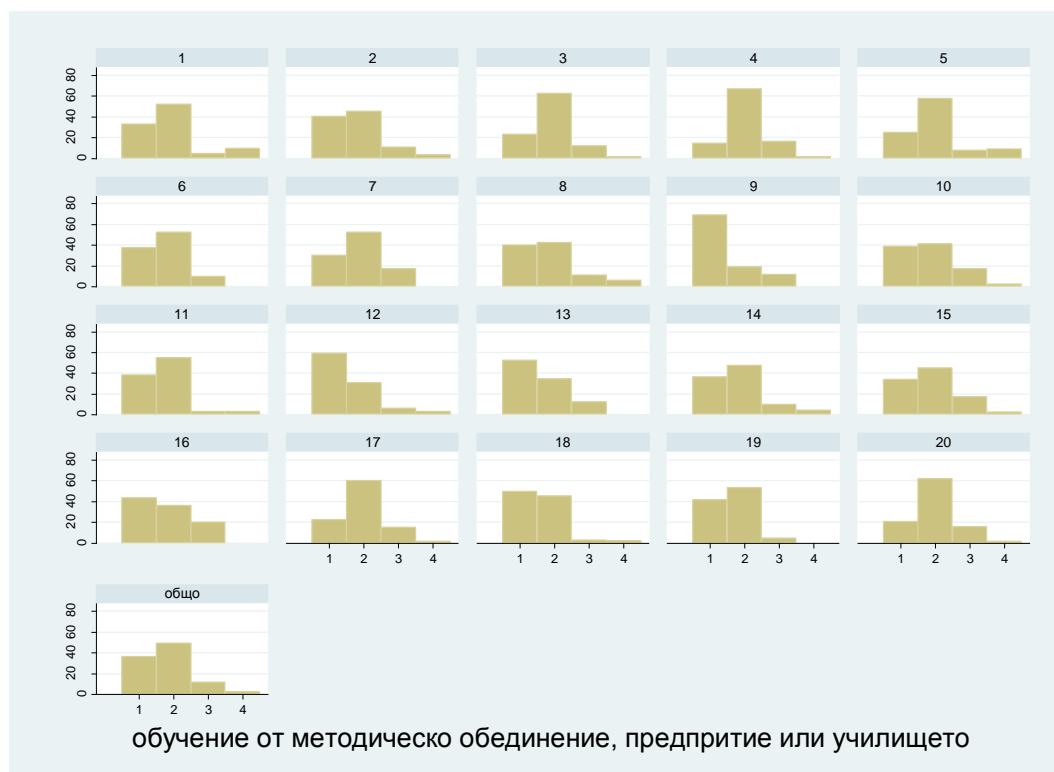 1 2 3 4 5
0 20 40 60 80
6 7 8 9 10
0 20 40 60 80
11 12 13 14 15
0 20 40 60 80
16 17 18 19 20
0 20 40 60 80
1 2 3 4 1 2 3 4 1 2 3 4 1 2 3 4
общо
0 20 40 60 80
1 2 3 4
обучение от методическо обединение, предпритие или училището